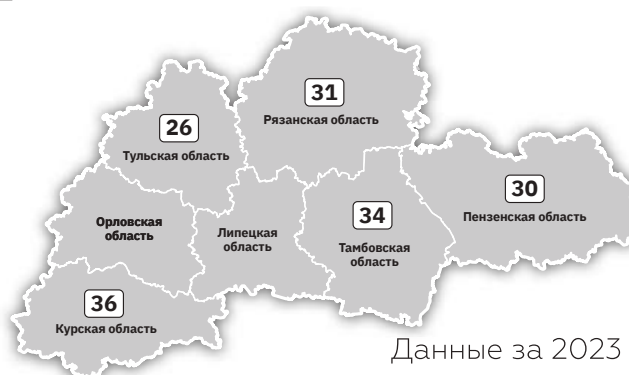 31
Рязанская область
26
Тульская область
30
Пензенская область
34
Тамбовская
область
Орловская
область
Липецкая
область
36
Курская область
Данные за 2023